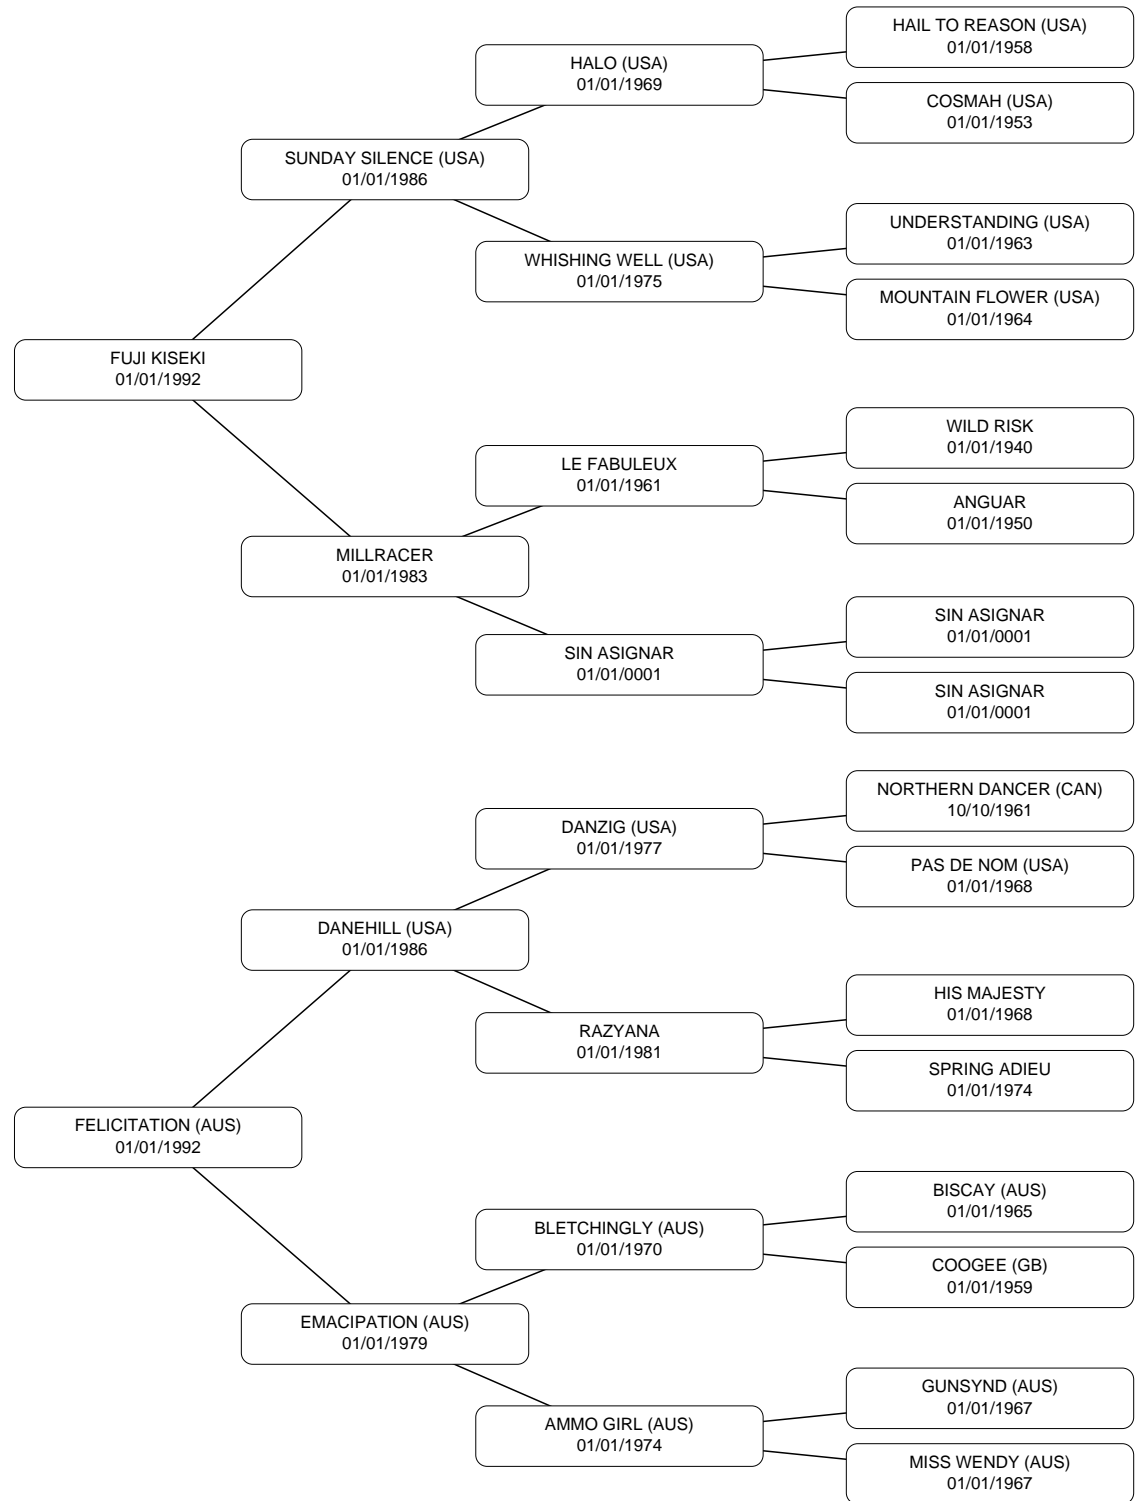 HAIL TO REASON (USA)
01/01/1958
HALO (USA)
01/01/1969
COSMAH (USA)
01/01/1953
SUNDAY SILENCE (USA)
01/01/1986
UNDERSTANDING (USA)
01/01/1963
WHISHING WELL (USA)
01/01/1975
MOUNTAIN FLOWER (USA)
01/01/1964
FUJI KISEKI
01/01/1992
WILD RISK
01/01/1940
LE FABULEUX
01/01/1961
ANGUAR
01/01/1950
MILLRACER
01/01/1983
SIN ASIGNAR
01/01/0001
SIN ASIGNAR
01/01/0001
SIN ASIGNAR
01/01/0001
NORTHERN DANCER (CAN)
10/10/1961
DANZIG (USA)
01/01/1977
PAS DE NOM (USA)
01/01/1968
DANEHILL (USA)
01/01/1986
HIS MAJESTY
01/01/1968
RAZYANA
01/01/1981
SPRING ADIEU
01/01/1974
FELICITATION (AUS)
01/01/1992
BISCAY (AUS)
01/01/1965
BLETCHINGLY (AUS)
01/01/1970
COOGEE (GB)
01/01/1959
EMACIPATION (AUS)
01/01/1979
GUNSYND (AUS)
01/01/1967
AMMO GIRL (AUS)
01/01/1974
MISS WENDY (AUS)
01/01/1967